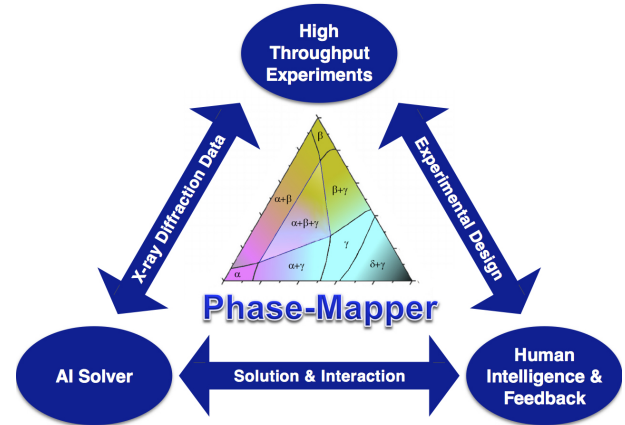 High
Throughput
Experiments
X-ray Diffraction Data
Experimental Design
β
α+β
β+γ
α+β+γ
γ
α
α+γ
δ+γ
Phase-Mapper
AI Solver
Solution & Interaction
Human
Intelligence &
Feedback